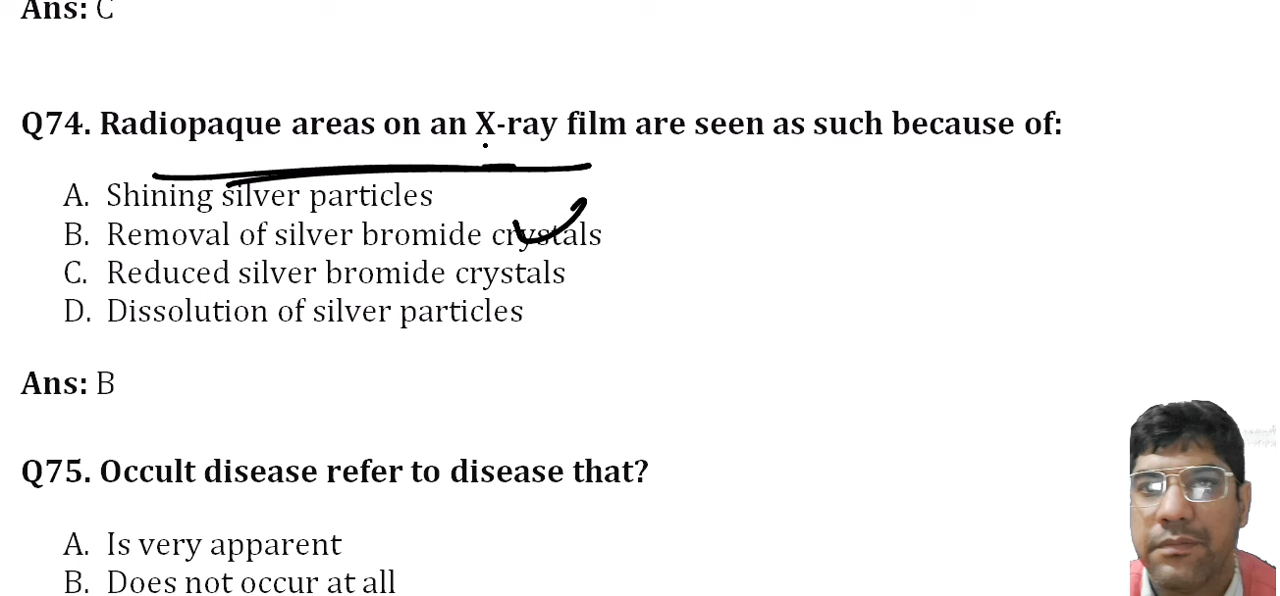 Ans: C
Q74. Radiopaque areas on an X-ray film are seen as such because of:
A. Shining silver particles
B. Removal of silver bromide crystals
C. Reduced silver bromide crystals
D. Dissolution of silver particles
Ans: B
Q75. Occult disease refer to disease that?
A. Is very apparent
B. Does not occur at all